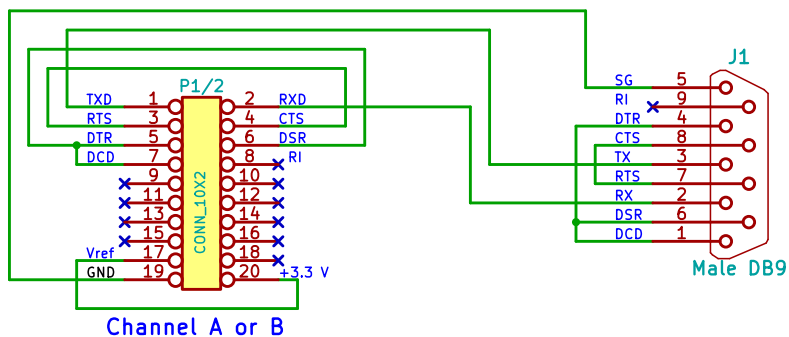 J1
P1/2
SG 5
RI 9
DTR 4
CTS 8
TX 3
RTS 7
RX 2
DSR 6
DCD 1
Male DB9
TXD 1 2 RXD
RTS 3 4 CTS
DTR 5 6 DSR
DCD 7 8 RI
9 10
11 12
13 14
15 16
Vref 17 18
GND 19 20 +3.3 V
CONN_10X2
Channel A or B